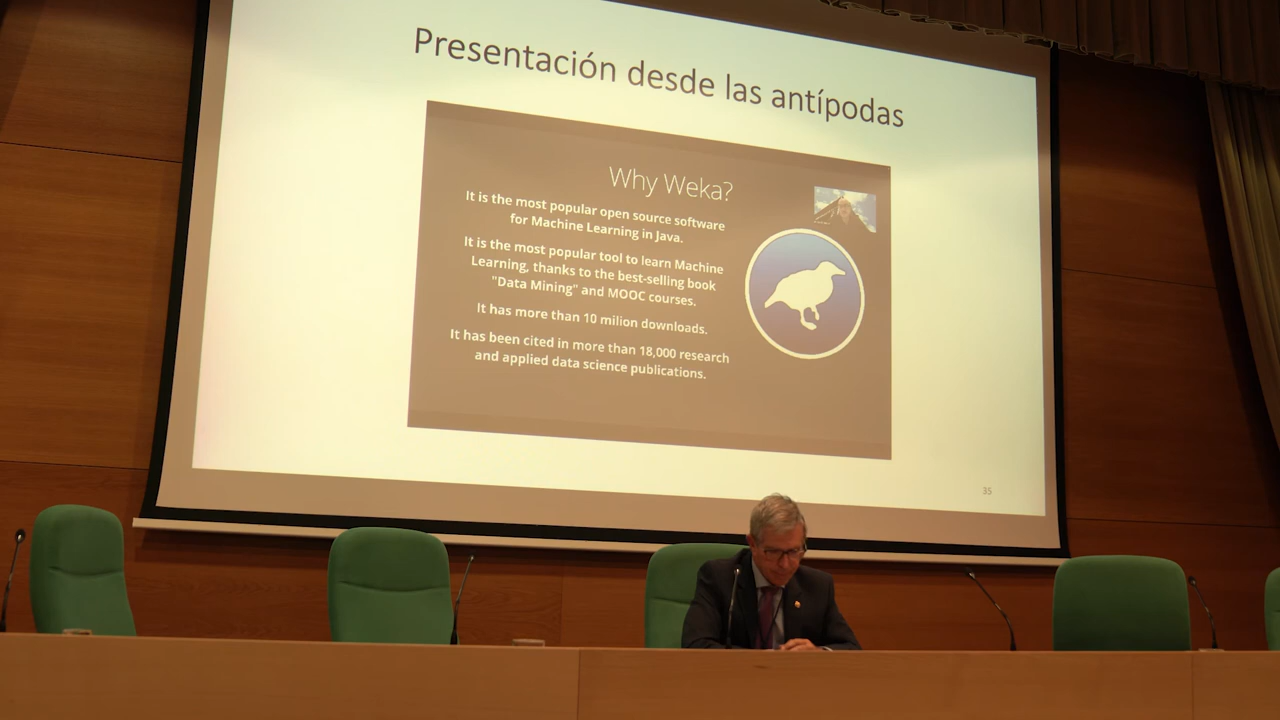 Presentación desde las antípodas
Why Weka?
It is the most popular open source software
for Machine Learning in Java.
It is the most popular tool to learn Machine
Learning, thanks to the best-selling book
"Data Mining" and MOOC courses.
It has more than 10 milion downloads.
It has been cited in more than 18,000 research
and applied data science publications.
35